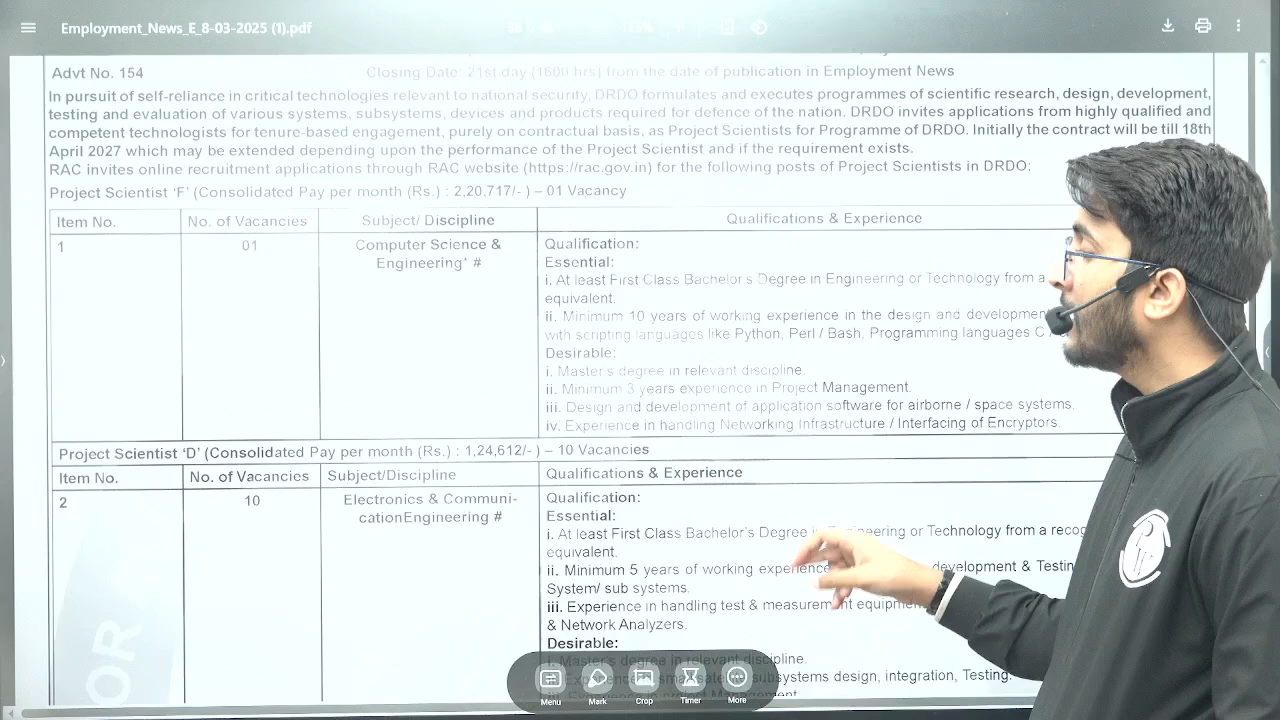 Employment_News_E_8-03-2025 (1).pdf
Advt No. 154
Closing Date: 21st day (1600 hrs) from the date of publication in Employment News
In pursuit of self-reliance in critical technologies relevant to national security, DRDO formulates and executes programmes of scientific research, design, development,
testing and evaluation of various systems, subsystems, devices and products required for defence of the nation. DRDO invites applications from highly qualified and
competent technologists for tenure-based engagement, purely on contractual basis, as Project Scientists for Programme of DRDO. Initially the contract will be till 18th
April 2027 which may be extended depending upon the performance of the Project Scientist and if the requirement exists.
RAC invites online recruitment applications through RAC website (https://rac.gov.in) for the following posts of Project Scientists in DRDO:
Project Scientist 'F' (Consolidated Pay per month (Rs.) : 2,20,717/- ) – 01 Vacancy
Item No.
No. of Vacancies
Subject/ Discipline
Qualifications & Experience
1
01
Computer Science &
Engineering* #
Qualification:
Essential:
i. At least First Class Bachelor's Degree in Engineering or Technology from a
equivalent.
ii. Minimum 10 years of working experience in the design and developmen
with scripting languages like Python, Perl / Bash, Programming languages C
Desirable:
i. Master's degree in relevant discipline.
ii. Minimum 3 years experience in Project Management.
iii. Design and development of application software for airborne / space systems.
iv. Experience in handling Networking Infrastructure / Interfacing of Encryptors.
Project Scientist 'D' (Consolidated Pay per month (Rs.) : 1,24,612/- ) – 10 Vacancies
Item No.
No. of Vacancies
Subject/Discipline
Qualifications & Experience
2
10
Electronics & Communi-
cationEngineering #
Qualification:
Essential:
i. At least First Class Bachelor's Degree in Engineering or Technology from a recog
equivalent.
ii. Minimum 5 years of working experience development & Testin
System/ sub systems.
iii. Experience in handling test & measurement equipmen
& Network Analyzers.
Desirable:
i. Master's degree in relevant discipline.
subsystems design, integration, Testing.
OR
Menu
Mark
Crop
Timer
More